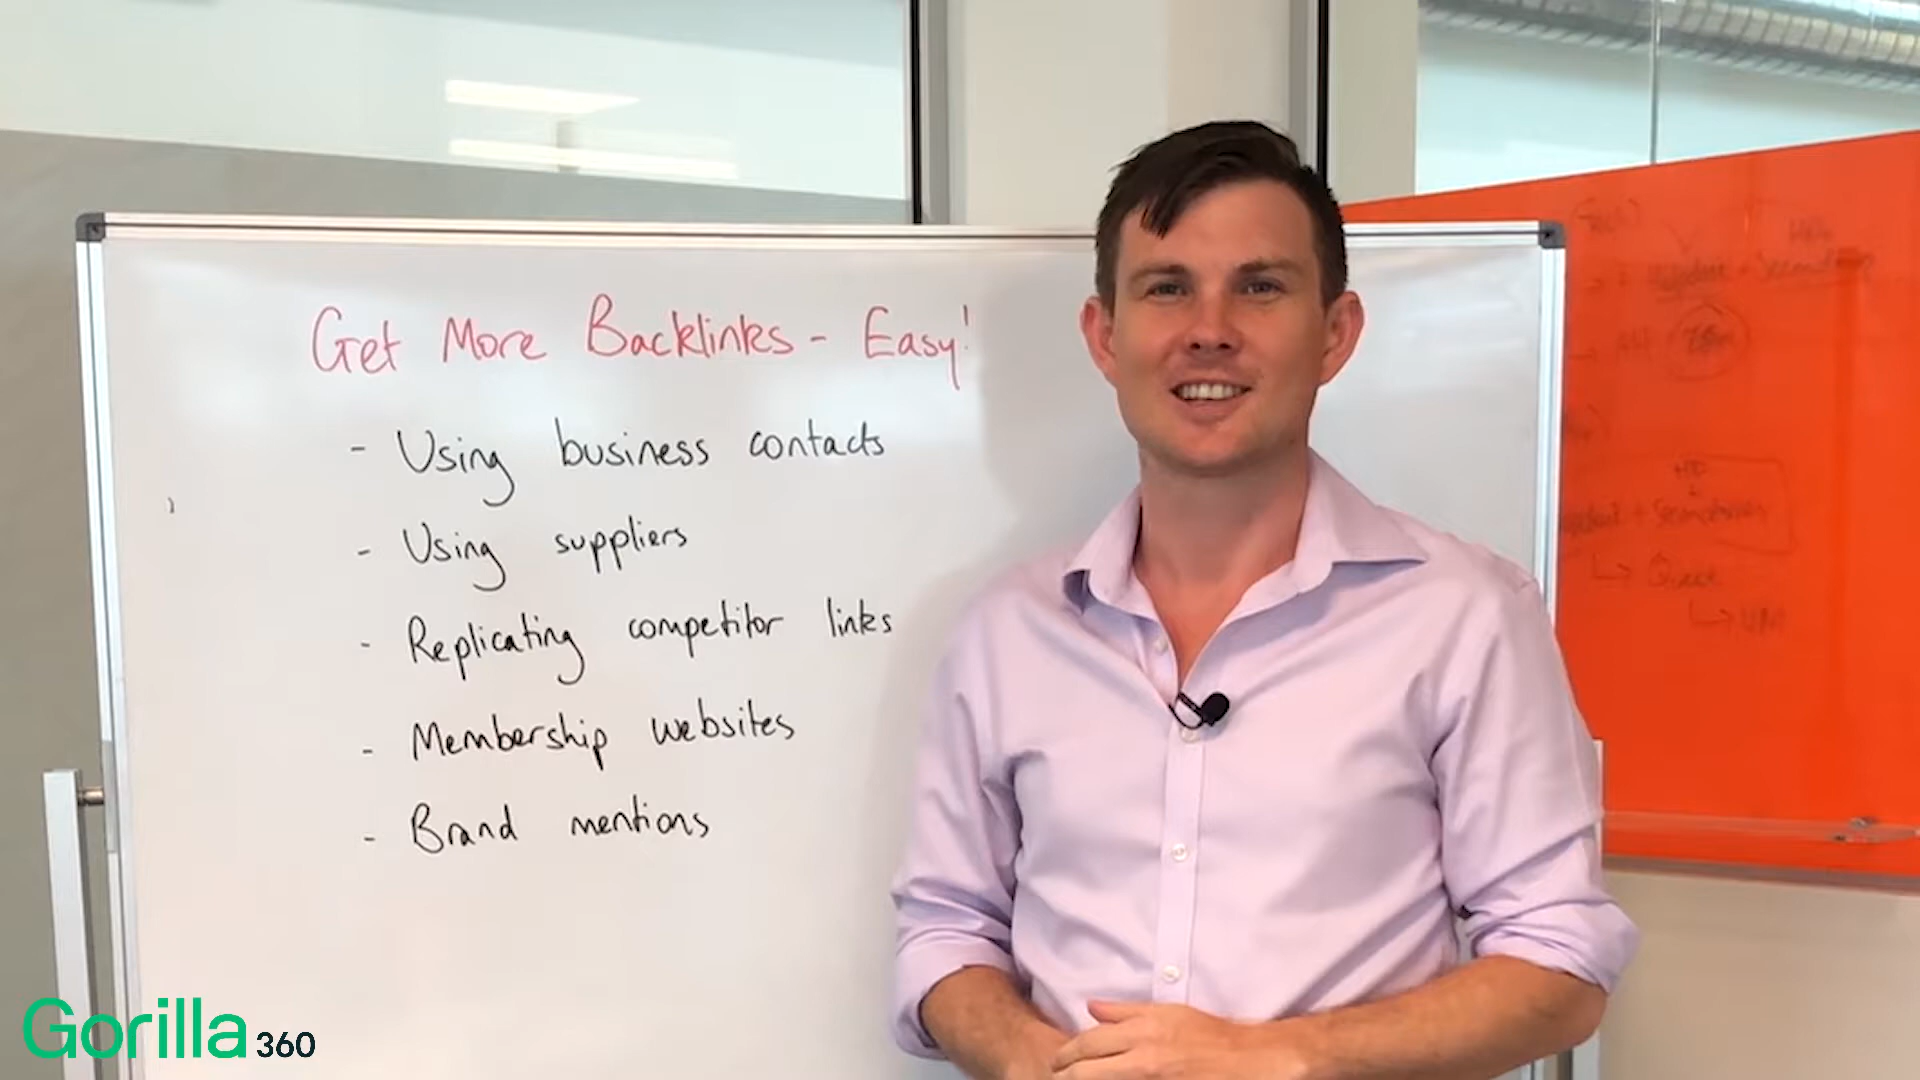 Get More Backlinks - Easy!
- Using business contacts
- Using suppliers
- Replicating competitor links
- Membership websites
- Brand mentions
Gorilla 360